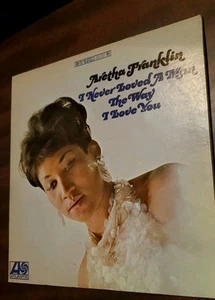 Aretha Franklin
I Never Loved A Man
The Way
I Love You